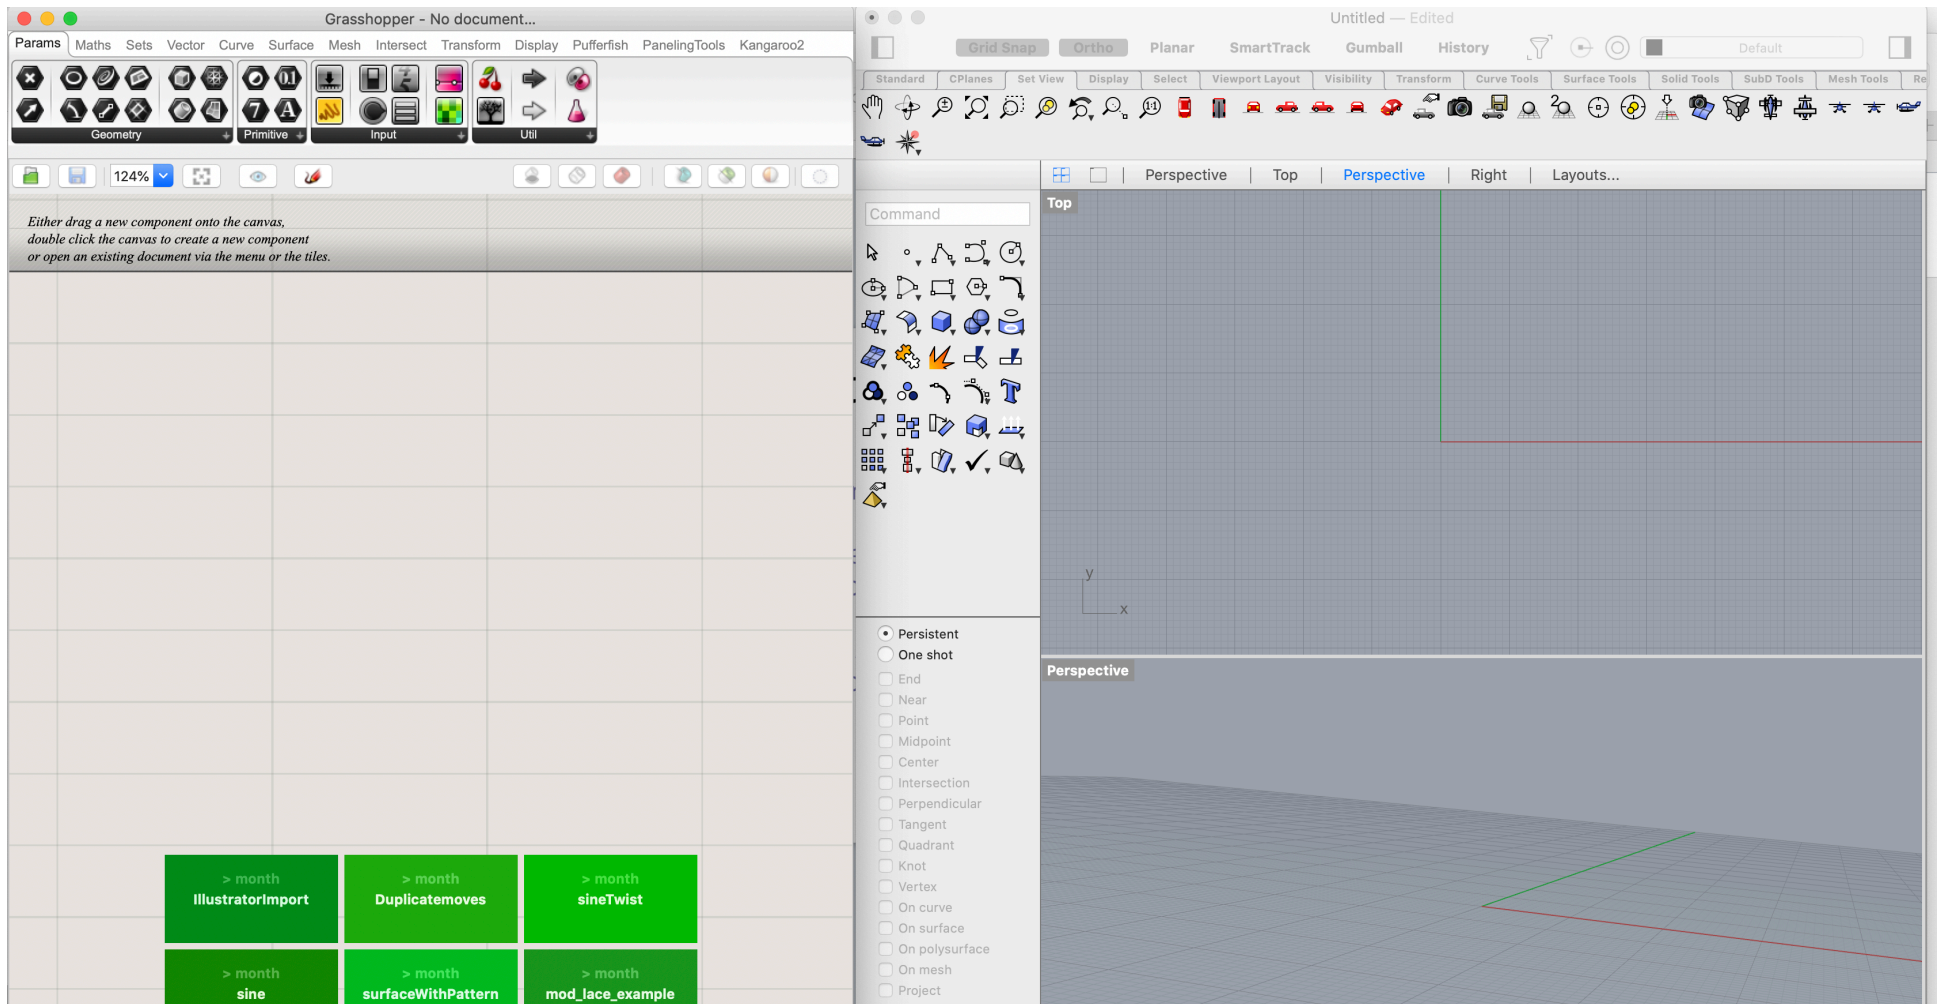 Grasshopper - No document...
Params Maths Sets Vector Curve Surface Mesh Intersect Transform Display Pufferfish PanelingTools Kangaroo2
Geometry Primitive Input Util
124%
Either drag a new component onto the canvas,
double click the canvas to create a new component
or open an existing document via the menu or the tiles.
> month
IllustratorImport
> month
Duplicatemoves
> month
sineTwist
> month
sine
> month
surfaceWithPattern
> month
mod_lace_example
Untitled — Edited
Grid Snap Ortho Planar SmartTrack Gumball History Default
Standard CPlanes Set View Display Select Viewport Layout Visibility Transform Curve Tools Surface Tools Solid Tools SubD Tools Mesh Tools Re
Perspective Top Perspective Right Layouts...
Command
Persistent
One shot
End
Near
Point
Midpoint
Center
Intersection
Perpendicular
Tangent
Quadrant
Knot
Vertex
On curve
On surface
On polysurface
On mesh
Project
Top
y
x
Perspective